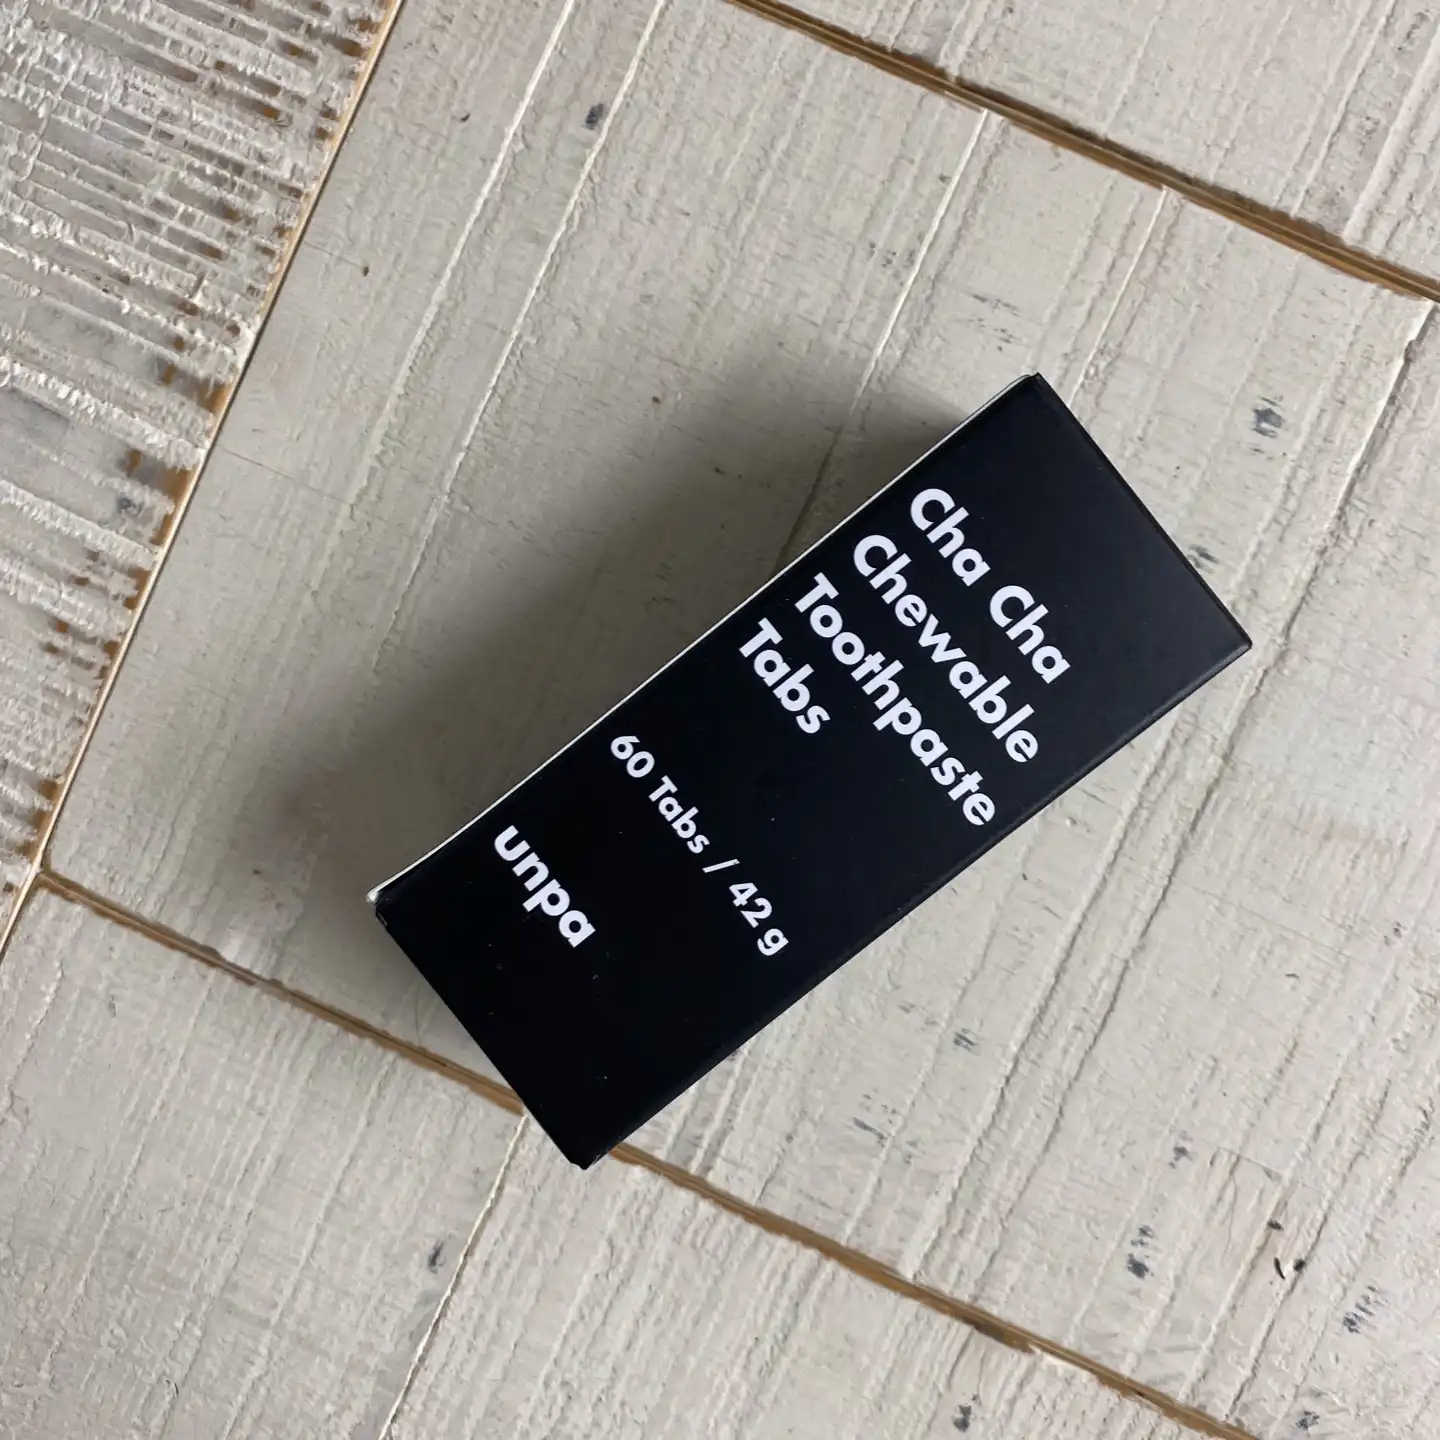 Cha Cha
Chewable
Toothpaste
Tabs
60 Tabs / 42 g
unpa